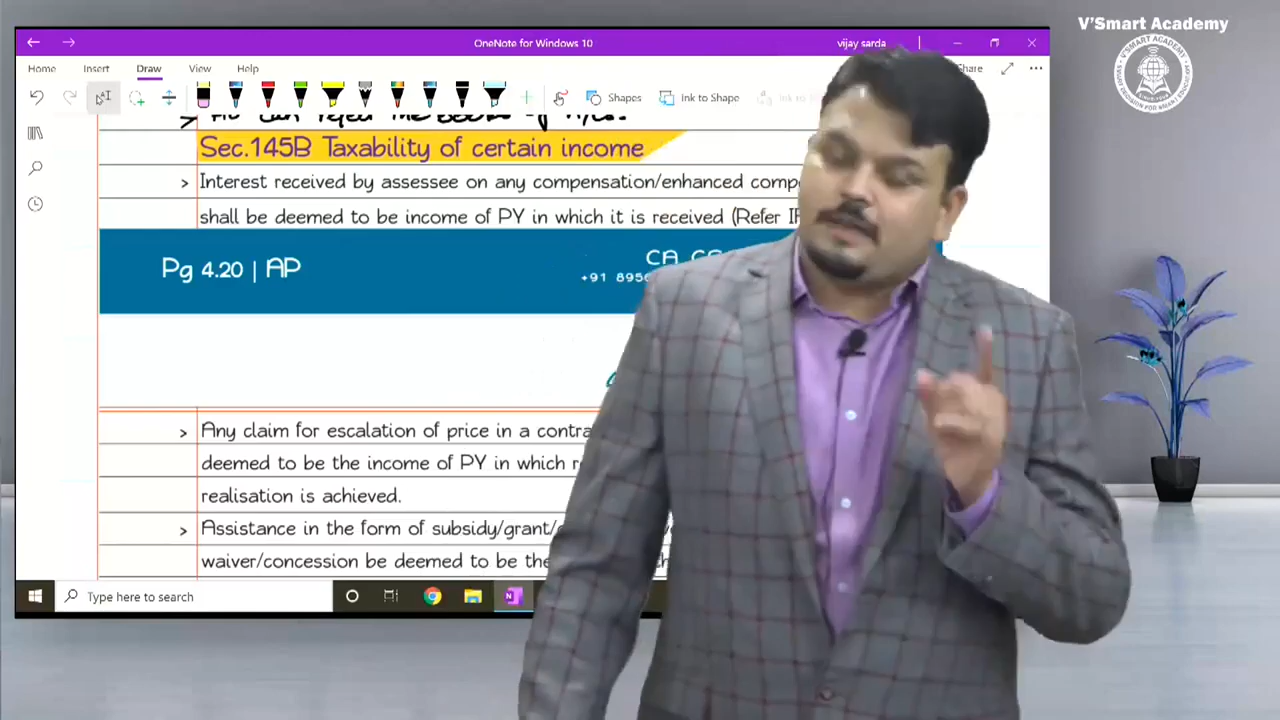 V'Smart Academy
OneNote for Windows 10
vijay sarda
Home Insert Draw View Help
Share
Shapes Ink to Shape
Sec.145B Taxability of certain income
> Interest received by assessee on any compensation/enhanced
shall be deemed to be income of PY in which it is received (Refer
Pg 4.20 | AP
CA
+91
> Any claim for escalation of price in a
deemed to be the income of PY in which
realisation is achieved.
> Assistance in the form of subsidy/grant/
waiver/concession be deemed to be the
Type here to search